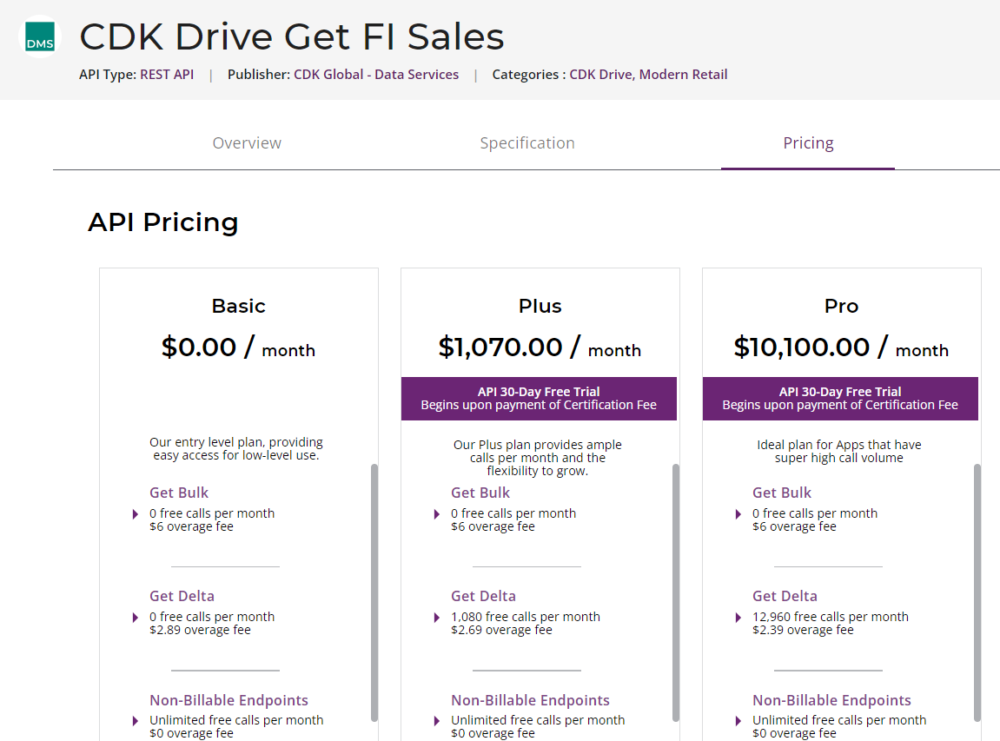 DMS
CDK Drive Get FI Sales
API Type: REST API | Publisher: CDK Global - Data Services | Categories : CDK Drive, Modern Retail
Overview
Specification
Pricing
API Pricing
Basic
$0.00 / month
Our entry level plan, providing
easy access for low-level use.
Get Bulk
0 free calls per month
$6 overage fee
Get Delta
0 free calls per month
$2.89 overage fee
Non-Billable Endpoints
Unlimited free calls per month
$0 overage fee
Plus
$1,070.00 / month
API 30-Day Free Trial
Begins upon payment of Certification Fee
Our Plus plan provides ample
calls per month and the
flexibility to grow.
Get Bulk
0 free calls per month
$6 overage fee
Get Delta
1,080 free calls per month
$2.69 overage fee
Non-Billable Endpoints
Unlimited free calls per month
$0 overage fee
Pro
$10,100.00 / month
API 30-Day Free Trial
Begins upon payment of Certification Fee
Ideal plan for Apps that have
super high call volume
Get Bulk
0 free calls per month
$6 overage fee
Get Delta
12,960 free calls per month
$2.39 overage fee
Non-Billable Endpoints
Unlimited free calls per month
$0 overage fee